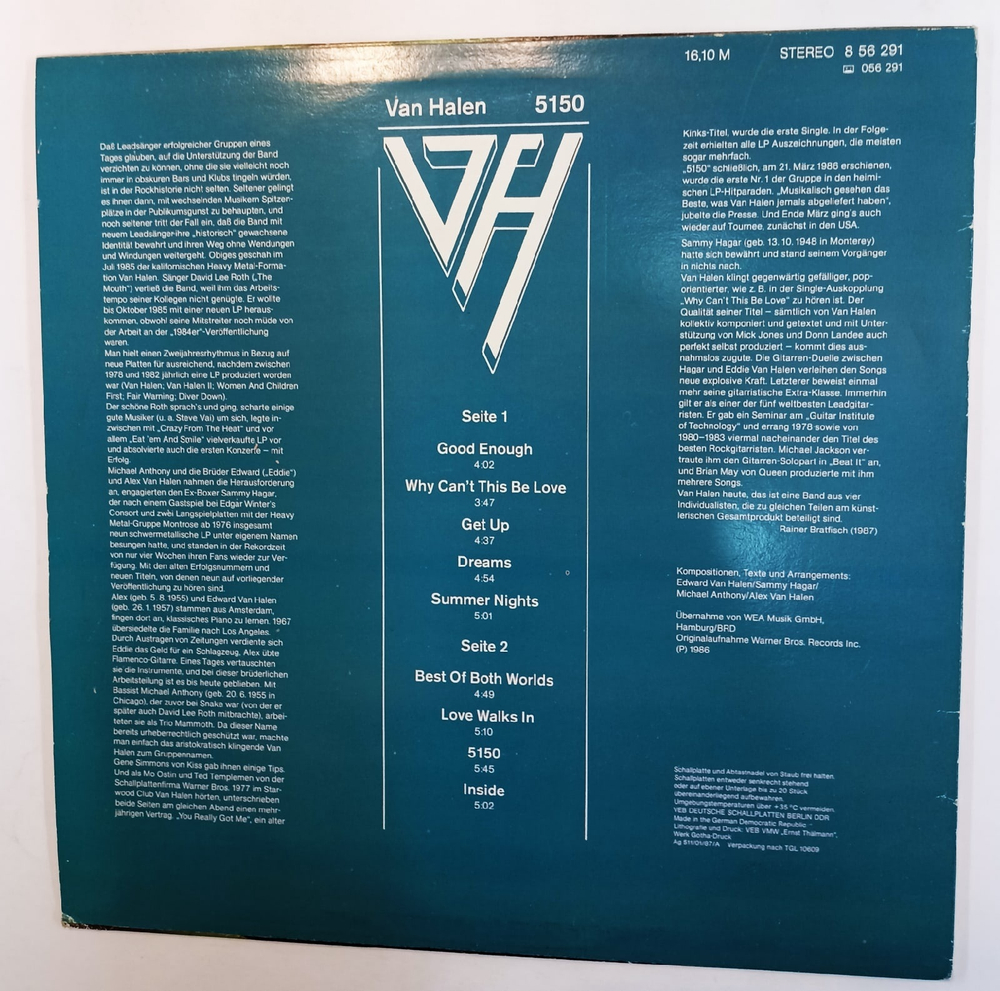 16,10 M
STEREO 8 56 291
056 291
Van Halen 5150
VH
Daß Leadsänger erfolgreicher Gruppen eines
Tages glauben, auf die Unterstützung der Band
verzichten zu können, ohne die sie vielleicht noch
immer in obskuren Bars und Klubs tingeln würden,
ist in der Rockhistorie nicht selten. Seltener gelingt
es ihnen dann, mit wechselnden Musikern Spitzen-
plätze in der Publikumsgunst zu behaupten, und
noch seltener tritt der Fall ein, daß die Band mit
neuem Leadsänger ihre „historisch" gewachsene
Identität bewahrt und ihren Weg ohne Wendungen
und Windungen weitergeht. Obiges geschah im
Juli 1985 der kalifornischen Heavy Metal-Forma-
tion Van Halen. Sänger David Lee Roth („The
Mouth") verließ die Band, weil ihm das Arbeits-
tempo seiner Kollegen nicht genügte. Er wollte
bis Oktober 1985 mit einer neuen LP heraus-
kommen, obwohl seine Mitstreiter noch müde von
der Arbeit an der „1984er"-Veröffentlichung
waren.
Man hielt einen Zweijahresrhythmus in Bezug auf
neue Platten für ausreichend, nachdem zwischen
1978 und 1982 jährlich eine LP produziert worden
war (Van Halen; Van Halen II; Women And Children
First; Fair Warning; Diver Down).
Der schöne Roth sprach's und ging, scharte einige
gute Musiker (u. a. Steve Vai) um sich, legte in-
zwischen mit „Crazy From The Heat" und vor
allem „Eat 'em And Smile" vielverkaufte LP vor
und absolvierte auch die ersten Konzerte – mit
Erfolg.
Michael Anthony und die Brüder Edward („Eddie")
und Alex Van Halen nahmen die Herausforderung
an, engagierten den Ex-Boxer Sammy Hagar,
der nach einem Gastspiel bei Edgar Winter's
Consort und zwei Langspielplatten mit der Heavy
Metal-Gruppe Montrose ab 1976 insgesamt
neun schwermetallische LP unter eigenem Namen
besungen hatte, und standen in der Rekordzeit
von nur vier Wochen ihren Fans wieder zur Ver-
fügung. Mit den alten Erfolgsnummern und
neuen Titeln, von denen neun auf vorliegender
Veröffentlichung zu hören sind.
Alex (geb. 5. 8. 1955) und Edward Van Halen
(geb. 26. 1. 1957) stammen aus Amsterdam,
fingen dort an, klassisches Piano zu lernen. 1967
übersiedelte die Familie nach Los Angeles.
Durch Austragen von Zeitungen verdiente sich
Eddie das Geld für ein Schlagzeug, Alex übte
Flamenco-Gitarre. Eines Tages vertauschten
sie die Instrumente, und bei dieser brüderlichen
Arbeitsteilung ist es bis heute geblieben. Mit
Bassist Michael Anthony (geb. 20. 6. 1955 in
Chicago), der zuvor bei Snake war (von der er
später auch David Lee Roth mitbrachte), arbei-
teten sie als Trio Mammoth. Da dieser Name
bereits urheberrechtlich geschützt war, machte
man einfach das aristokratisch klingende Van
Halen zum Gruppennamen.
Gene Simmons von Kiss gab ihnen einige Tips.
Und als Mo Ostin und Ted Templemen von der
Schallplattenfirma Warner Bros. 1977 im Star-
wood Club Van Halen hörten, unterschrieben
beide Seiten am gleichen Abend einen mehr-
jährigen Vertrag. „You Really Got Me", ein alter
Seite 1
Good Enough
4:02
Why Can't This Be Love
3:47
Get Up
4:37
Dreams
4:54
Summer Nights
5:01
Seite 2
Best Of Both Worlds
4:49
Love Walks In
5:10
5150
5:45
Inside
5:02
Kinks-Titel, wurde die erste Single. In der Folge-
zeit erhielten alle LP Auszeichnungen, die meisten
sogar mehrfach.
„5150" schließlich, am 21. März 1986 erschienen,
wurde die erste Nr. 1 der Gruppe in den heimi-
schen LP-Hitparaden. „Musikalisch gesehen das
Beste, was Van Halen jemals abgeliefert haben",
jubelte die Presse. Und Ende März ging's auch
wieder auf Tournee, zunächst in den USA.
Sammy Hagar (geb. 13. 10. 1948 in Monterey)
hatte sich bewährt und stand seinem Vorgänger
in nichts nach.
Van Halen klingt gegenwärtig gefälliger, pop-
orientierter, wie z. B. in der Single-Auskopplung
„Why Can't This Be Love" zu hören ist. Der
Qualität seiner Titel – sämtlich von Van Halen
kollektiv komponiert und getextet und mit Unter-
stützung von Mick Jones und Donn Landee auch
perfekt selbst produziert – kommt dies aus-
nahmslos zugute. Die Gitarren-Duelle zwischen
Hagar und Eddie Van Halen verleihen den Songs
neue explosive Kraft. Letzterer beweist einmal
mehr seine gitarristische Extra-Klasse. Immerhin
gilt er als einer der fünf weltbesten Leadgitar-
risten. Er gab ein Seminar am „Guitar Institute
of Technology" und errang 1978 sowie von
1980–1983 viermal nacheinander den Titel des
besten Rockgitarristen. Michael Jackson ver-
traute ihm den Gitarren-Solopart in „Beat It" an,
und Brian May von Queen produzierte mit ihm
mehrere Songs.
Van Halen heute, das ist eine Band aus vier
Individualisten, die zu gleichen Teilen am künst-
lerischen Gesamtprodukt beteiligt sind.
Rainer Bratfisch (1987)
Kompositionen, Texte und Arrangements:
Edward Van Halen/Sammy Hagar/
Michael Anthony/Alex Van Halen
Übernahme von WEA Musik GmbH,
Hamburg/BRD
Originalaufnahme Warner Bros. Records Inc.
(P) 1986
Schallplatte und Abtastnadel von Staub frei halten.
Schallplatten entweder senkrecht stehend
oder auf ebener Unterlage bis zu 20 Stück
übereinanderliegend aufbewahren.
Umgebungstemperaturen über +35 °C vermeiden.
VEB DEUTSCHE SCHALLPLATTEN BERLIN DDR
Made in the German Democratic Republic
Lithografie und Druck: VEB VMW „Ernst Thälmann",
Werk Gotha-Druck
Ag 511/01/87/A Verpackung nach TGL 10609